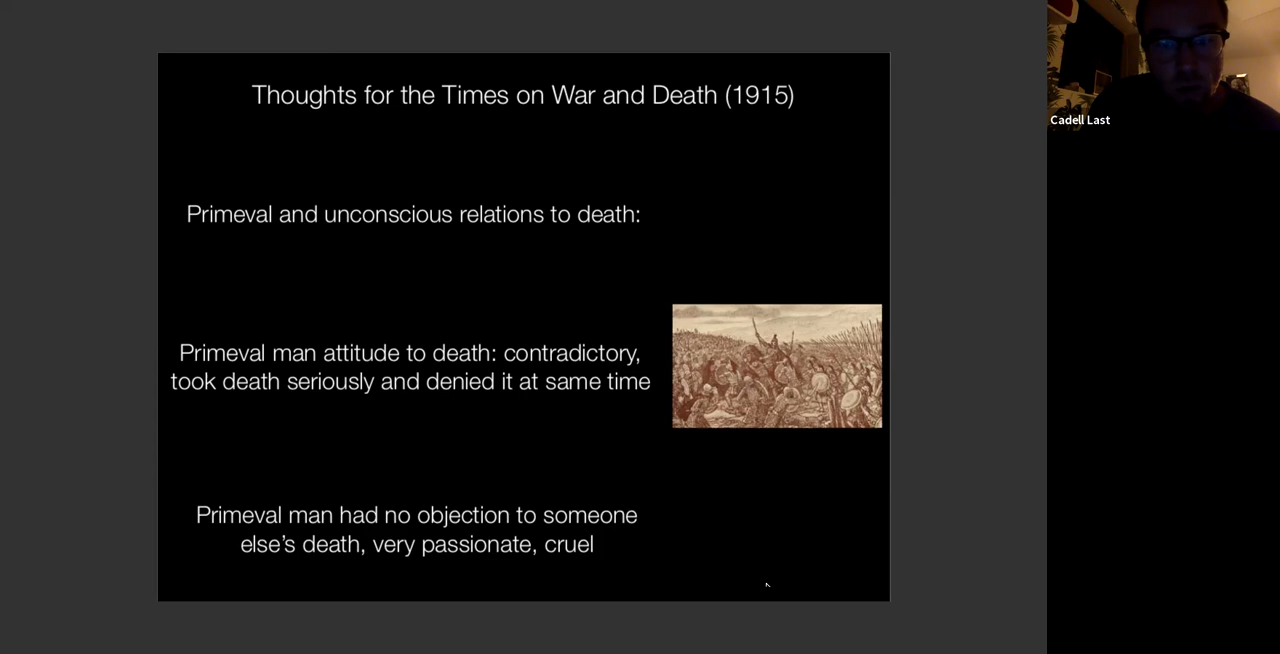 Thoughts for the Times on War and Death (1915)
Primeval and unconscious relations to death:
Primeval man attitude to death: contradictory,
took death seriously and denied it at same time
Primeval man had no objection to someone
else’s death, very passionate, cruel
Cadell Last